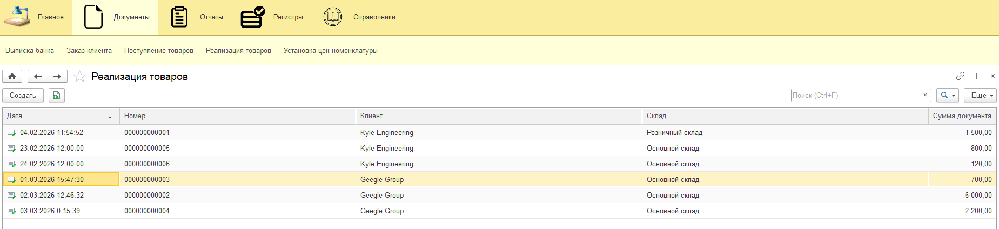 Главное Документы Отчеты Регистры Справочники
Выписка банка Заказ клиента Поступление товаров Реализация товаров Установка цен номенклатуры
Реализация товаров
Создать Поиск (Ctrl+F) × Еще
Дата ↓ Номер Клиент Склад Сумма документа
04.02.2026 11:54:52 000000000001 Kyle Engineering Розничный склад 1 500,00
23.02.2026 12:00:00 000000000005 Kyle Engineering Основной склад 800,00
24.02.2026 12:00:00 000000000006 Kyle Engineering Основной склад 120,00
01.03.2026 15:47:30 000000000003 Geegle Group Основной склад 700,00
02.03.2026 12:46:32 000000000002 Geegle Group Основной склад 6 000,00
03.03.2026 0:15:39 000000000004 Geegle Group Основной склад 2 200,00